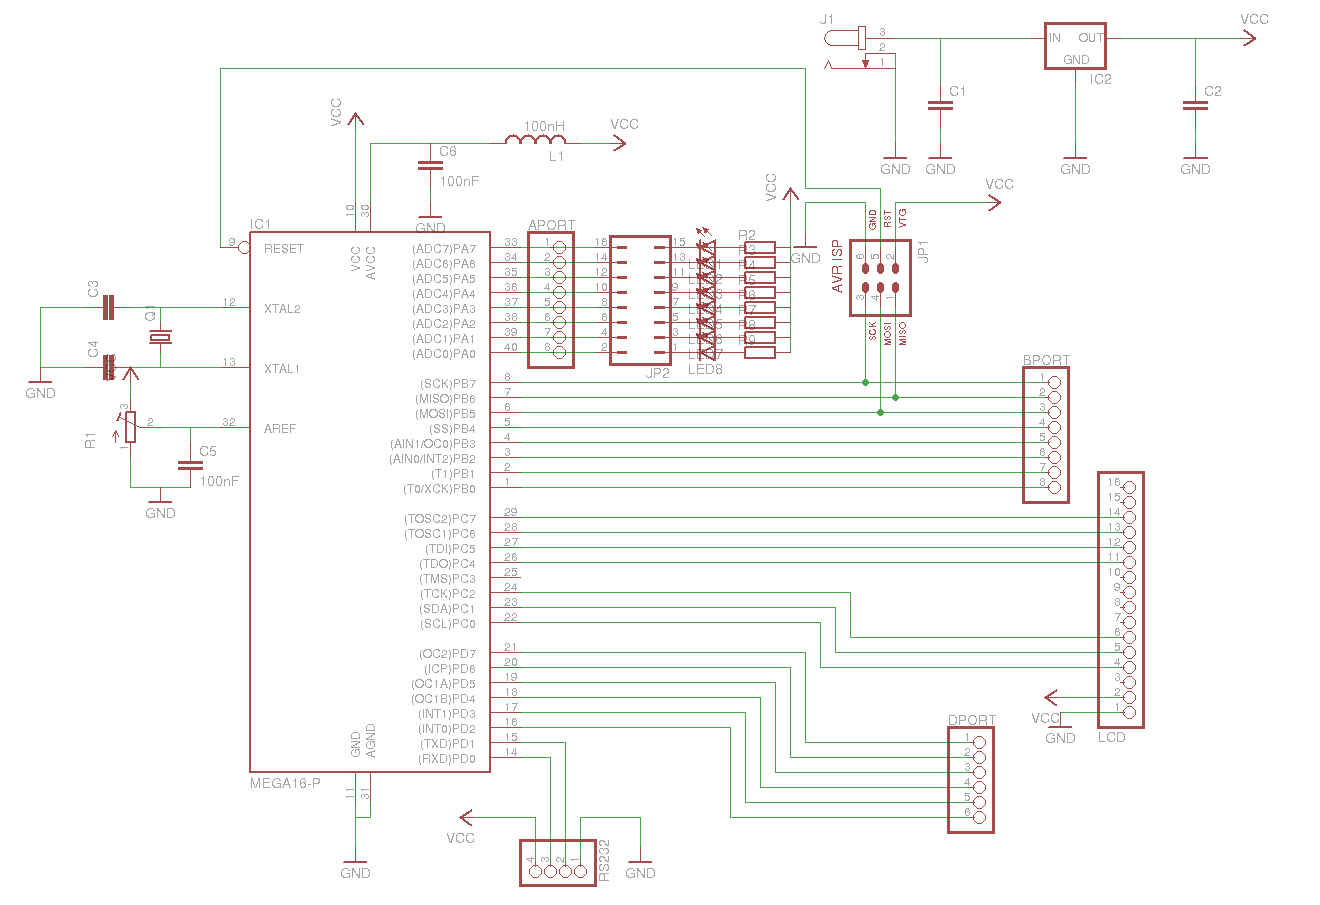 J1
3
2
1
IN OUT
GND
IC2
VCC
C1
C2
GND
GND
GND
GND
VCC
10
30
C6
100nF
GND
100nH
L1
VCC
IC1
9 RESET
12 XTAL2
13 XTAL1
32 AREF
VCC
AVCC
C3
C4
Q1
GND
R1
3
2
1
C5
100nF
GND
(ADC7)PA7 33
(ADC6)PA6 34
(ADC5)PA5 35
(ADC4)PA4 36
(ADC3)PA3 37
(ADC2)PA2 38
(ADC1)PA1 39
(ADC0)PA0 40
(SCK)PB7 8
(MISO)PB6 7
(MOSI)PB5 6
(SS)PB4 5
(AIN1/OC0)PB3 4
(AIN0/INT2)PB2 3
(T1)PB1 2
(T0/XCK)PB0 1
(TOSC2)PC7 29
(TOSC1)PC6 28
(TDI)PC5 27
(TDO)PC4 26
(TMS)PC3 25
(TCK)PC2 24
(SDA)PC1 23
(SCL)PC0 22
(OC2)PD7 21
(ICP)PD6 20
(OC1A)PD5 19
(OC1B)PD4 18
(INT1)PD3 17
(INT0)PD2 16
(TXD)PD1 15
(RXD)PD0 14
GND
AGND
MEGA16-P
11
31
GND
APORT
1
2
3
4
5
6
7
8
16 15
14 13
12 11
10 9
8 7
6 5
4 3
2 1
JP2
LED8
R2
R3
R4
R5
R6
R7
R8
R9
VCC
GND
VCC
GND
RST
VTG
AVRISP
6 5 2
3 4 1
JP1
SCK
MOSI
MISO
BPORT
1
2
3
4
5
6
7
8
16
15
14
13
12
11
10
9
8
7
6
5
4
3
2
1
LCD
VCC
GND
DPORT
1
2
3
4
5
6
VCC
4 3 2 1
RS232
GND